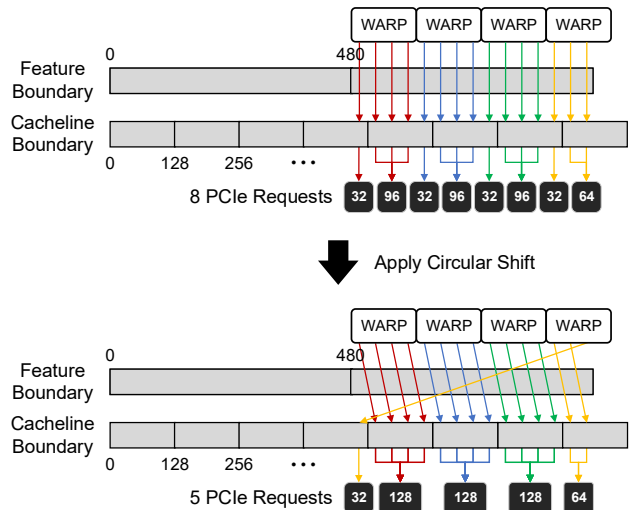 WARP WARP WARP WARP
0 480
Feature
Boundary
Cacheline
Boundary
0 128 256 •••
8 PCIe Requests 32 96 32 96 32 96 32 64
Apply Circular Shift
WARP WARP WARP WARP
0 480
Feature
Boundary
Cacheline
Boundary
0 128 256 •••
5 PCIe Requests 32 128 128 128 64